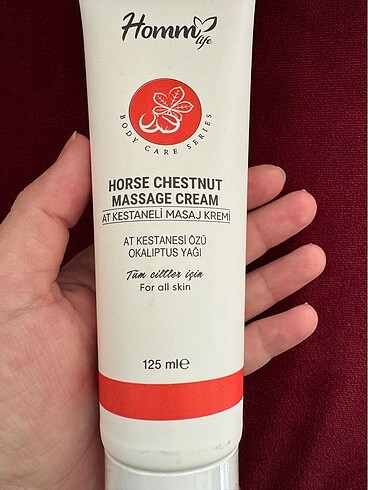 Homm
life
BODY CARE SERIES
HORSE CHESTNUT
MASSAGE CREAM
AT KESTANELİ MASAJ KREMİ
AT KESTANESİ ÖZÜ
OKALİPTUS YAĞI
Tüm ciltler için
For all skin
125 ml℮